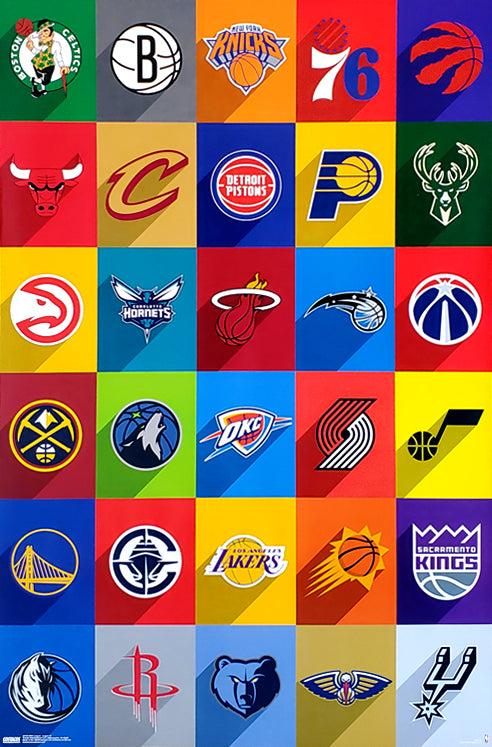 BOSTON CELTICS
B
NEW YORK
KNICKS
76
C
DETROIT
PISTONS
P
CHARLOTTE
HORNETS
OKC
C
LOS ANGELES
LAKERS
SACRAMENTO
KINGS
R